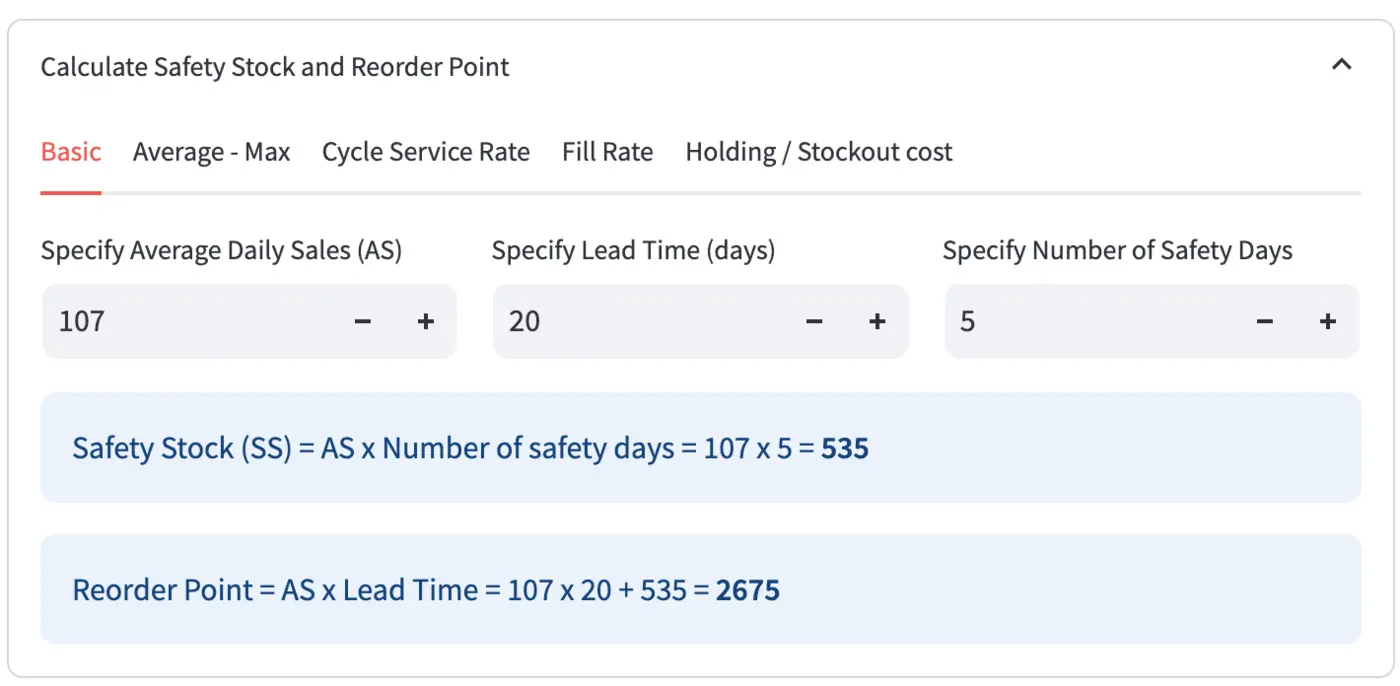 Calculate Safety Stock and Reorder Point
Basic Average - Max Cycle Service Rate Fill Rate Holding / Stockout cost
Specify Average Daily Sales (AS) Specify Lead Time (days) Specify Number of Safety Days
107 − + 20 − + 5 − +
Safety Stock (SS) = AS x Number of safety days = 107 x 5 = 535
Reorder Point = AS x Lead Time = 107 x 20 + 535 = 2675